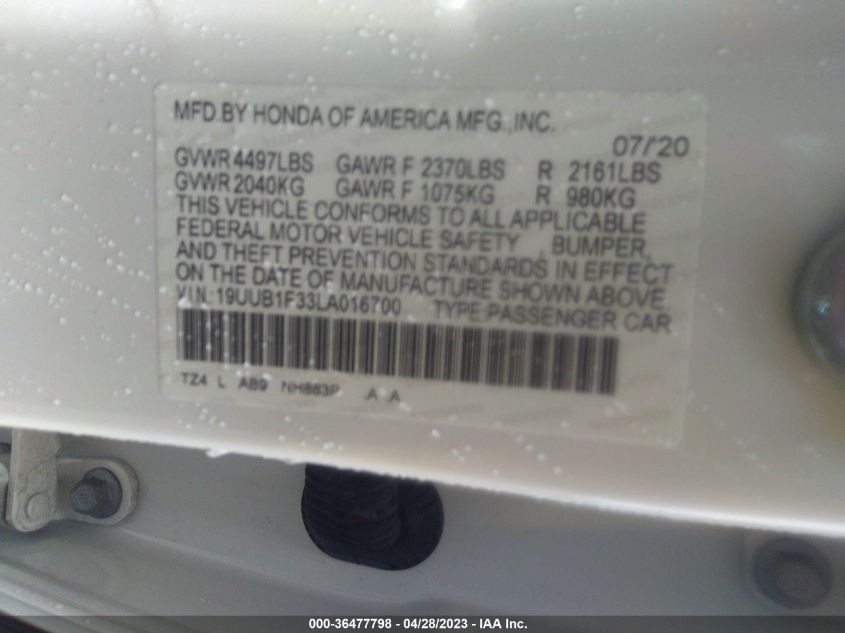 MFD.BY HONDA OF AMERICA MFG.,INC.
07/'20
GVWR 4497LBS GAWR F 2370LBS R 2161LBS
GVWR 2040KG GAWR F 1075KG R 980KG
THIS VEHICLE CONFORMS TO ALL APPLICABLE
FEDERAL MOTOR VEHICLE SAFETY , BUMPER,
AND THEFT PREVENTION STANDARDS IN EFFECT
ON THE DATE OF MANUFACTURE SHOWN ABOVE.
V.I.N.:19UUB1F33LA016700 TYPE:PASSENGER CAR
TZ4 L AB9 NH883P A A
000-36477798 - 04/28/2023 - IAA Inc.